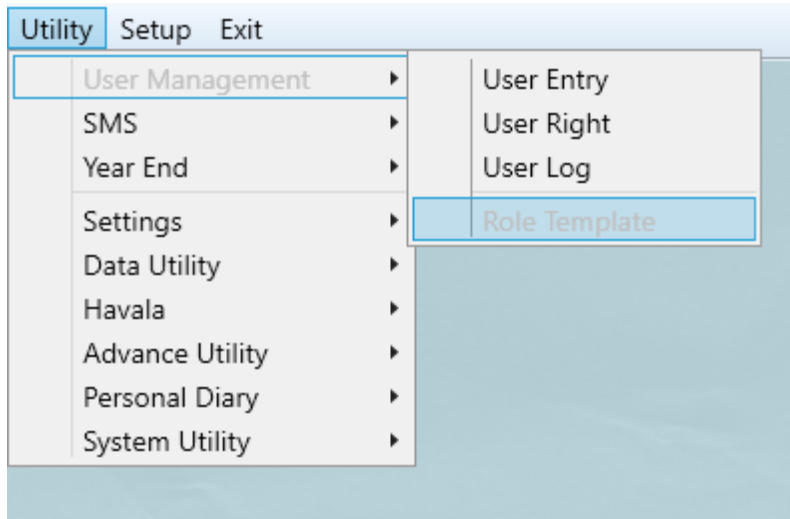 Utility Setup Exit
User Management
SMS
Year End
Settings
Data Utility
Havala
Advance Utility
Personal Diary
System Utility
User Entry
User Right
User Log
Role Template